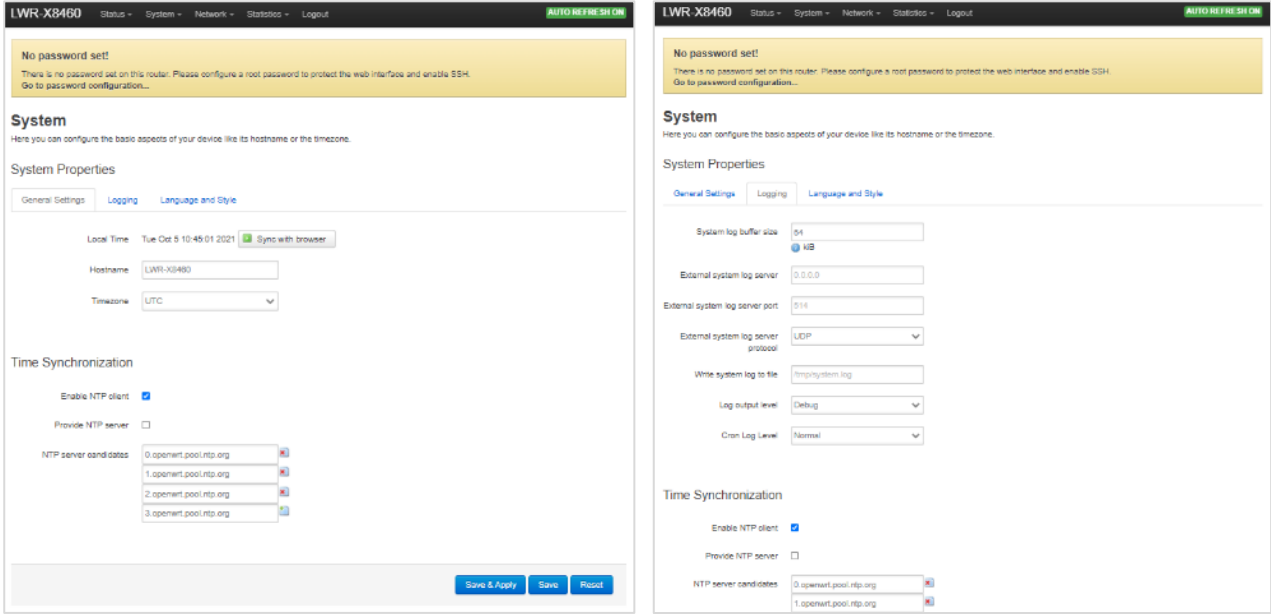 LWR-X8460 Status System Network Statistics Logout AUTO REFRESH ON
No password set!
There is no password set on this router. Please configure a root password to protect the web interface and enable SSH.
Go to password configuration...
System
Here you can configure the basic aspects of your device like its hostname or the timezone.
System Properties
General Settings Logging Language and Style
Local Time Tue Oct 5 10:45:01 2021 Sync with browser
Hostname LWR-X8460
Timezone UTC
Time Synchronization
Enable NTP client
Provide NTP server
NTP server candidates 0.openwrt.pool.ntp.org
1.openwrt.pool.ntp.org
2.openwrt.pool.ntp.org
3.openwrt.pool.ntp.org
Save & Apply Save Reset
LWR-X8460 Status System Network Statistics Logout AUTO REFRESH ON
No password set!
There is no password set on this router. Please configure a root password to protect the web interface and enable SSH.
Go to password configuration...
System
Here you can configure the basic aspects of your device like its hostname or the timezone.
System Properties
General Settings Logging Language and Style
System log buffer size 64
kiB
External system log server 0.0.0.0
External system log server port 514
External system log server UDP
protocol
Write system log to file /tmp/system.log
Log output level Debug
Cron Log Level Normal
Time Synchronization
Enable NTP client
Provide NTP server
NTP server candidates 0.openwrt.pool.ntp.org
1.openwrt.pool.ntp.org